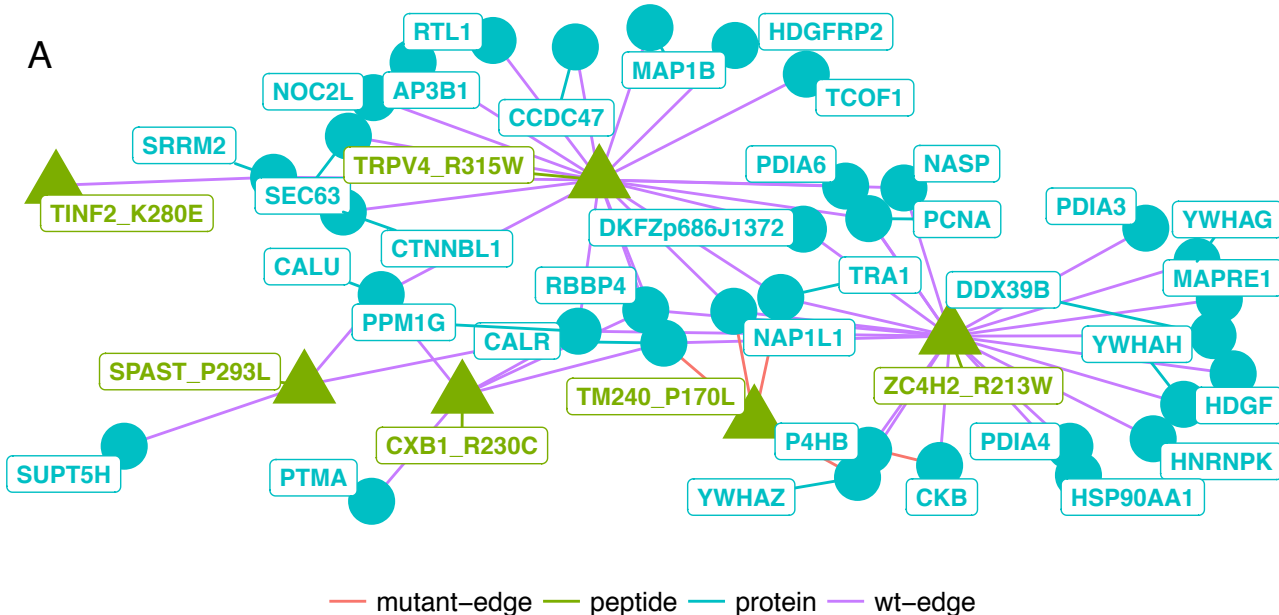 A
RTL1
HDGFRP2
MAP1B
NOC2L
AP3B1
TCOF1
CCDC47
SRRM2
TRPV4_R315W
PDIA6
NASP
SEC63
TINF2_K280E
PDIA3
YWHAG
PCNA
DKFZp686J1372
CTNNBL1
CALU
TRA1
MAPRE1
RBBP4
DDX39B
PPM1G
CALR
NAP1L1
YWHAH
SPAST_P293L
ZC4H2_R213W
TM240_P170L
HDGF
CXB1_R230C
P4HB
PDIA4
HNRNPK
SUPT5H
PTMA
YWHAZ
CKB
HSP90AA1
mutant-edge peptide protein wt-edge